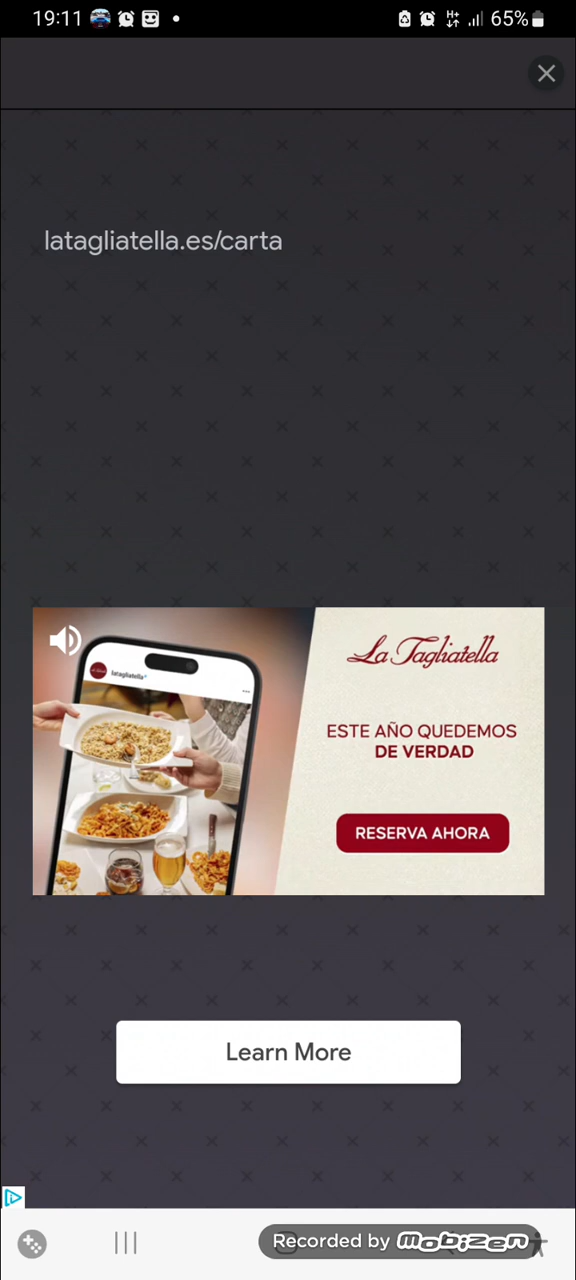 19:11
65%
latagliatella.es/carta
latagliatella
La Tagliatella
ESTE AÑO QUEDEMOS
DE VERDAD
RESERVA AHORA
Learn More
Recorded by mobizen